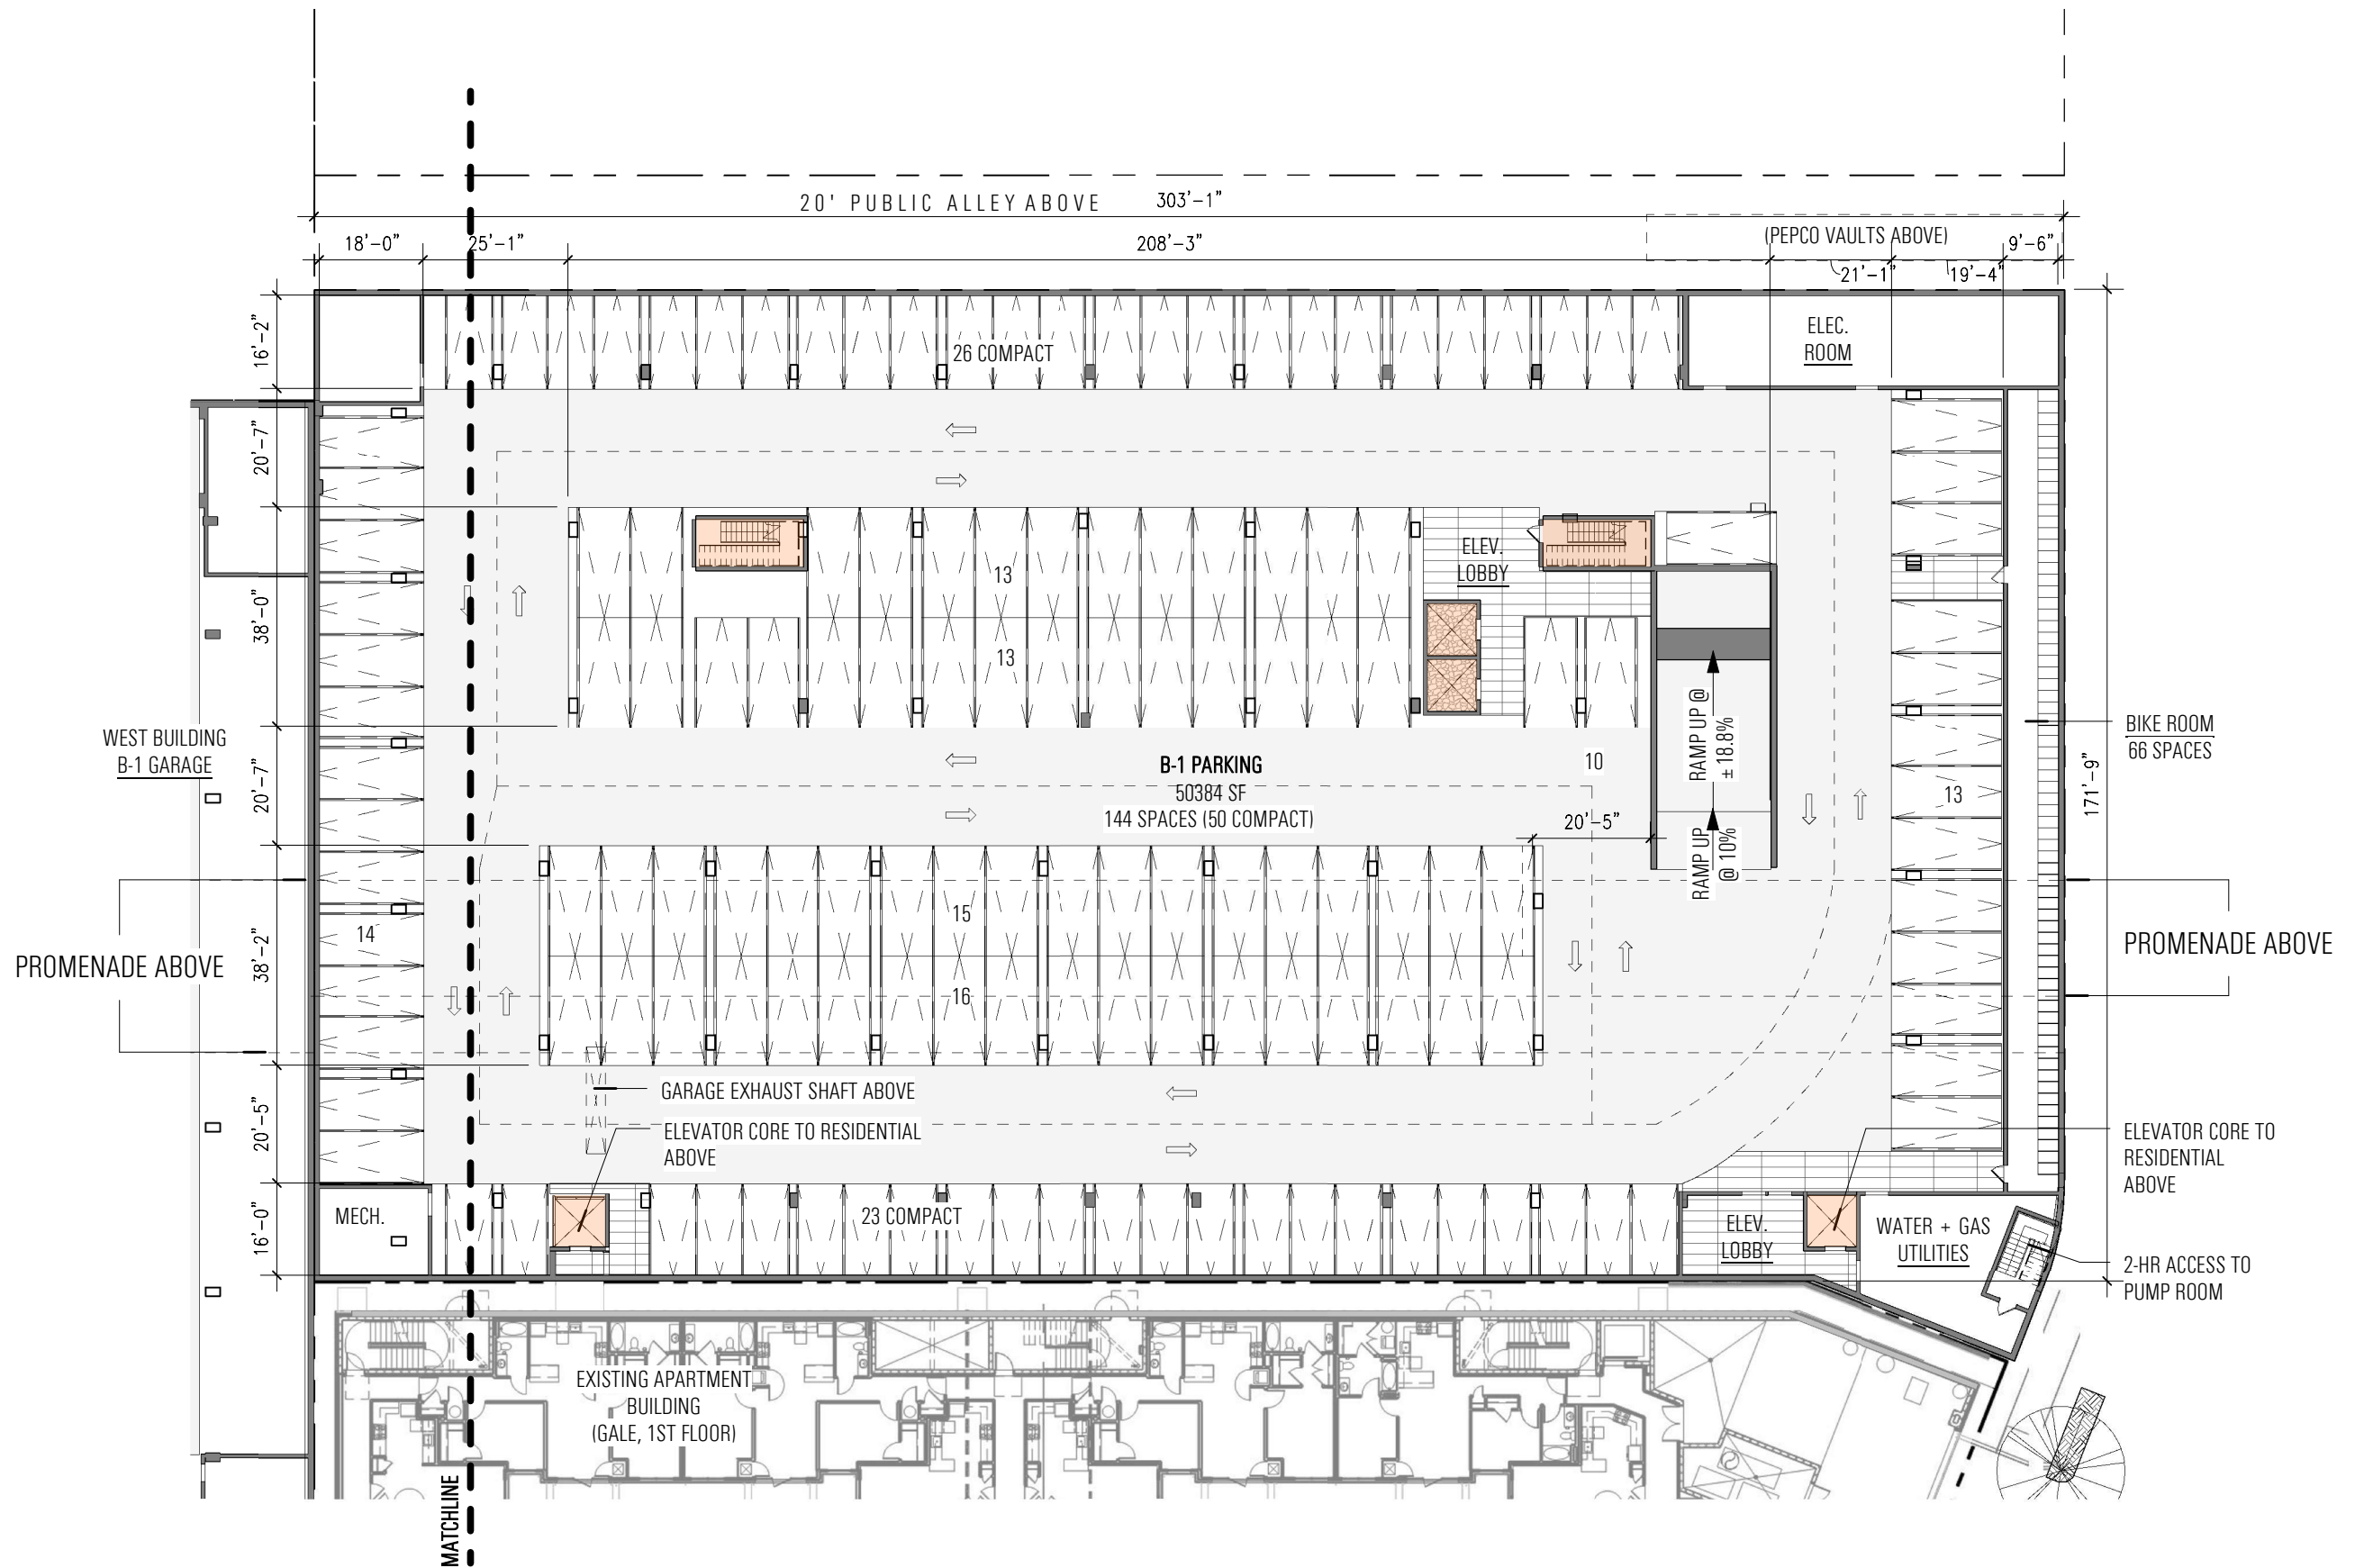 20' PUBLIC ALLEY ABOVE 303'-1"
18'-0" 25'-1" 208'-3" (PEPCO VAULTS ABOVE) 9'-6"
21'-1" 19'-4"
16'-2"
26 COMPACT
ELEC.
ROOM
20'-7"
ELEV.
LOBBY
13
38'-0"
13
RAMP UP @
± 18.8%
WEST BUILDING
B-1 GARAGE
BIKE ROOM
66 SPACES
20'-7"
B-1 PARKING
50384 SF
144 SPACES (50 COMPACT)
10
13
171'-9"
20'-5"
RAMP UP
@ 10%
15
14
38'-2"
16
PROMENADE ABOVE
PROMENADE ABOVE
GARAGE EXHAUST SHAFT ABOVE
20'-5"
ELEVATOR CORE TO RESIDENTIAL
ABOVE
ELEVATOR CORE TO
RESIDENTIAL
ABOVE
16'-0"
MECH.
23 COMPACT
ELEV.
LOBBY
WATER + GAS
UTILITIES
2-HR ACCESS TO
PUMP ROOM
EXISTING APARTMENT
BUILDING
(GALE, 1ST FLOOR)
MATCHLINE